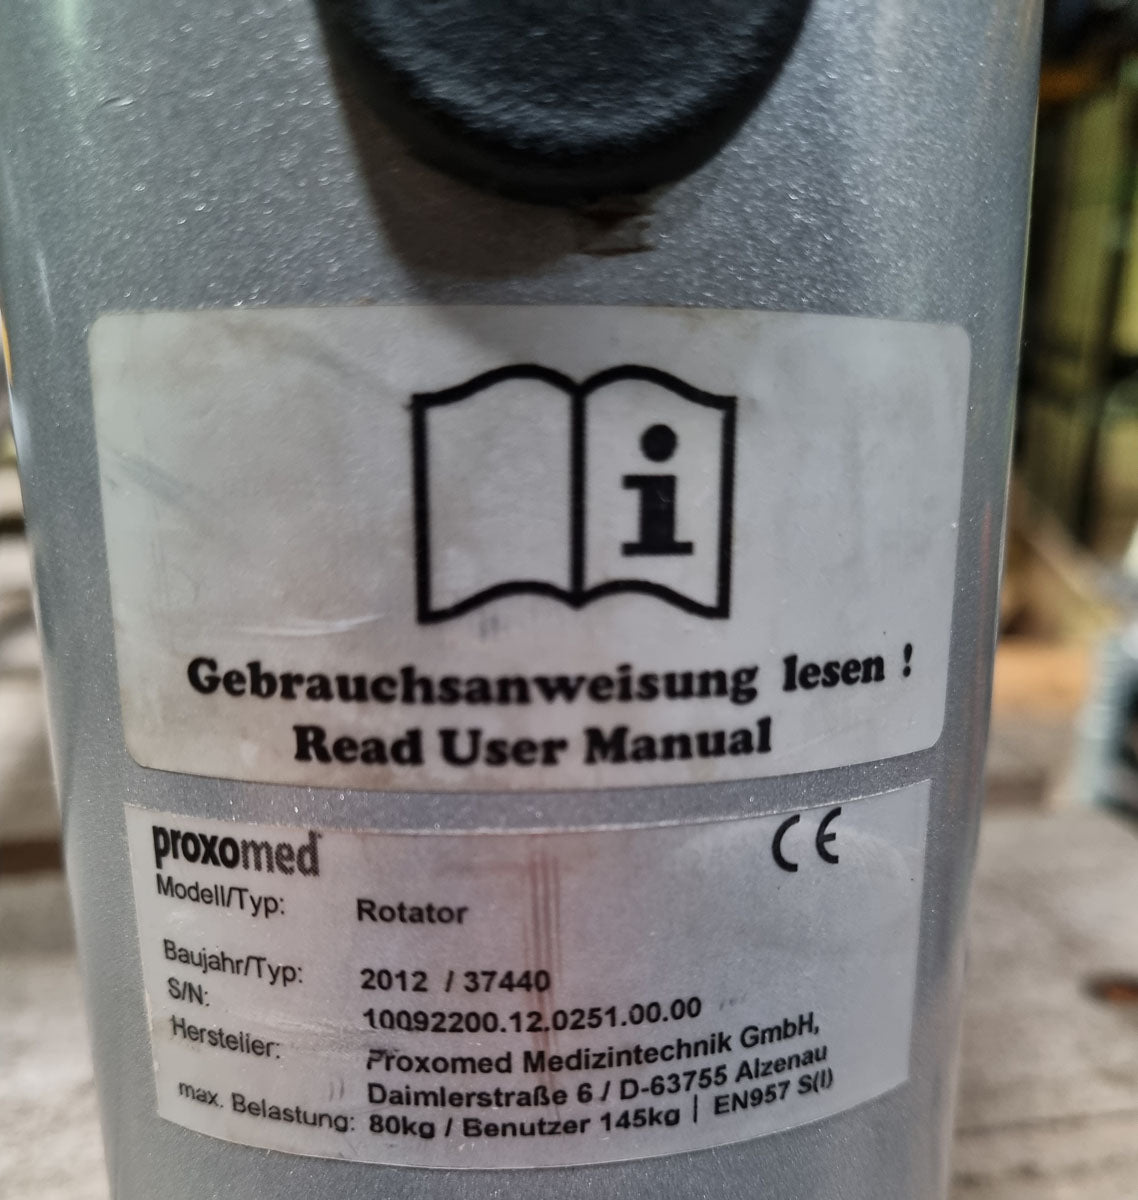 i
Gebrauchsanweisung lesen !
Read User Manual
proxomed CE
Modell/Typ: Rotator
Baujahr/Typ: 2012 / 37440
S/N: 10092200.12.0251.00.00
Hersteller: Proxomed Medizintechnik GmbH,
Daimlerstraße 6 / D-63755 Alzenau
max. Belastung: 80kg / Benutzer 145kg | EN957 S(I)